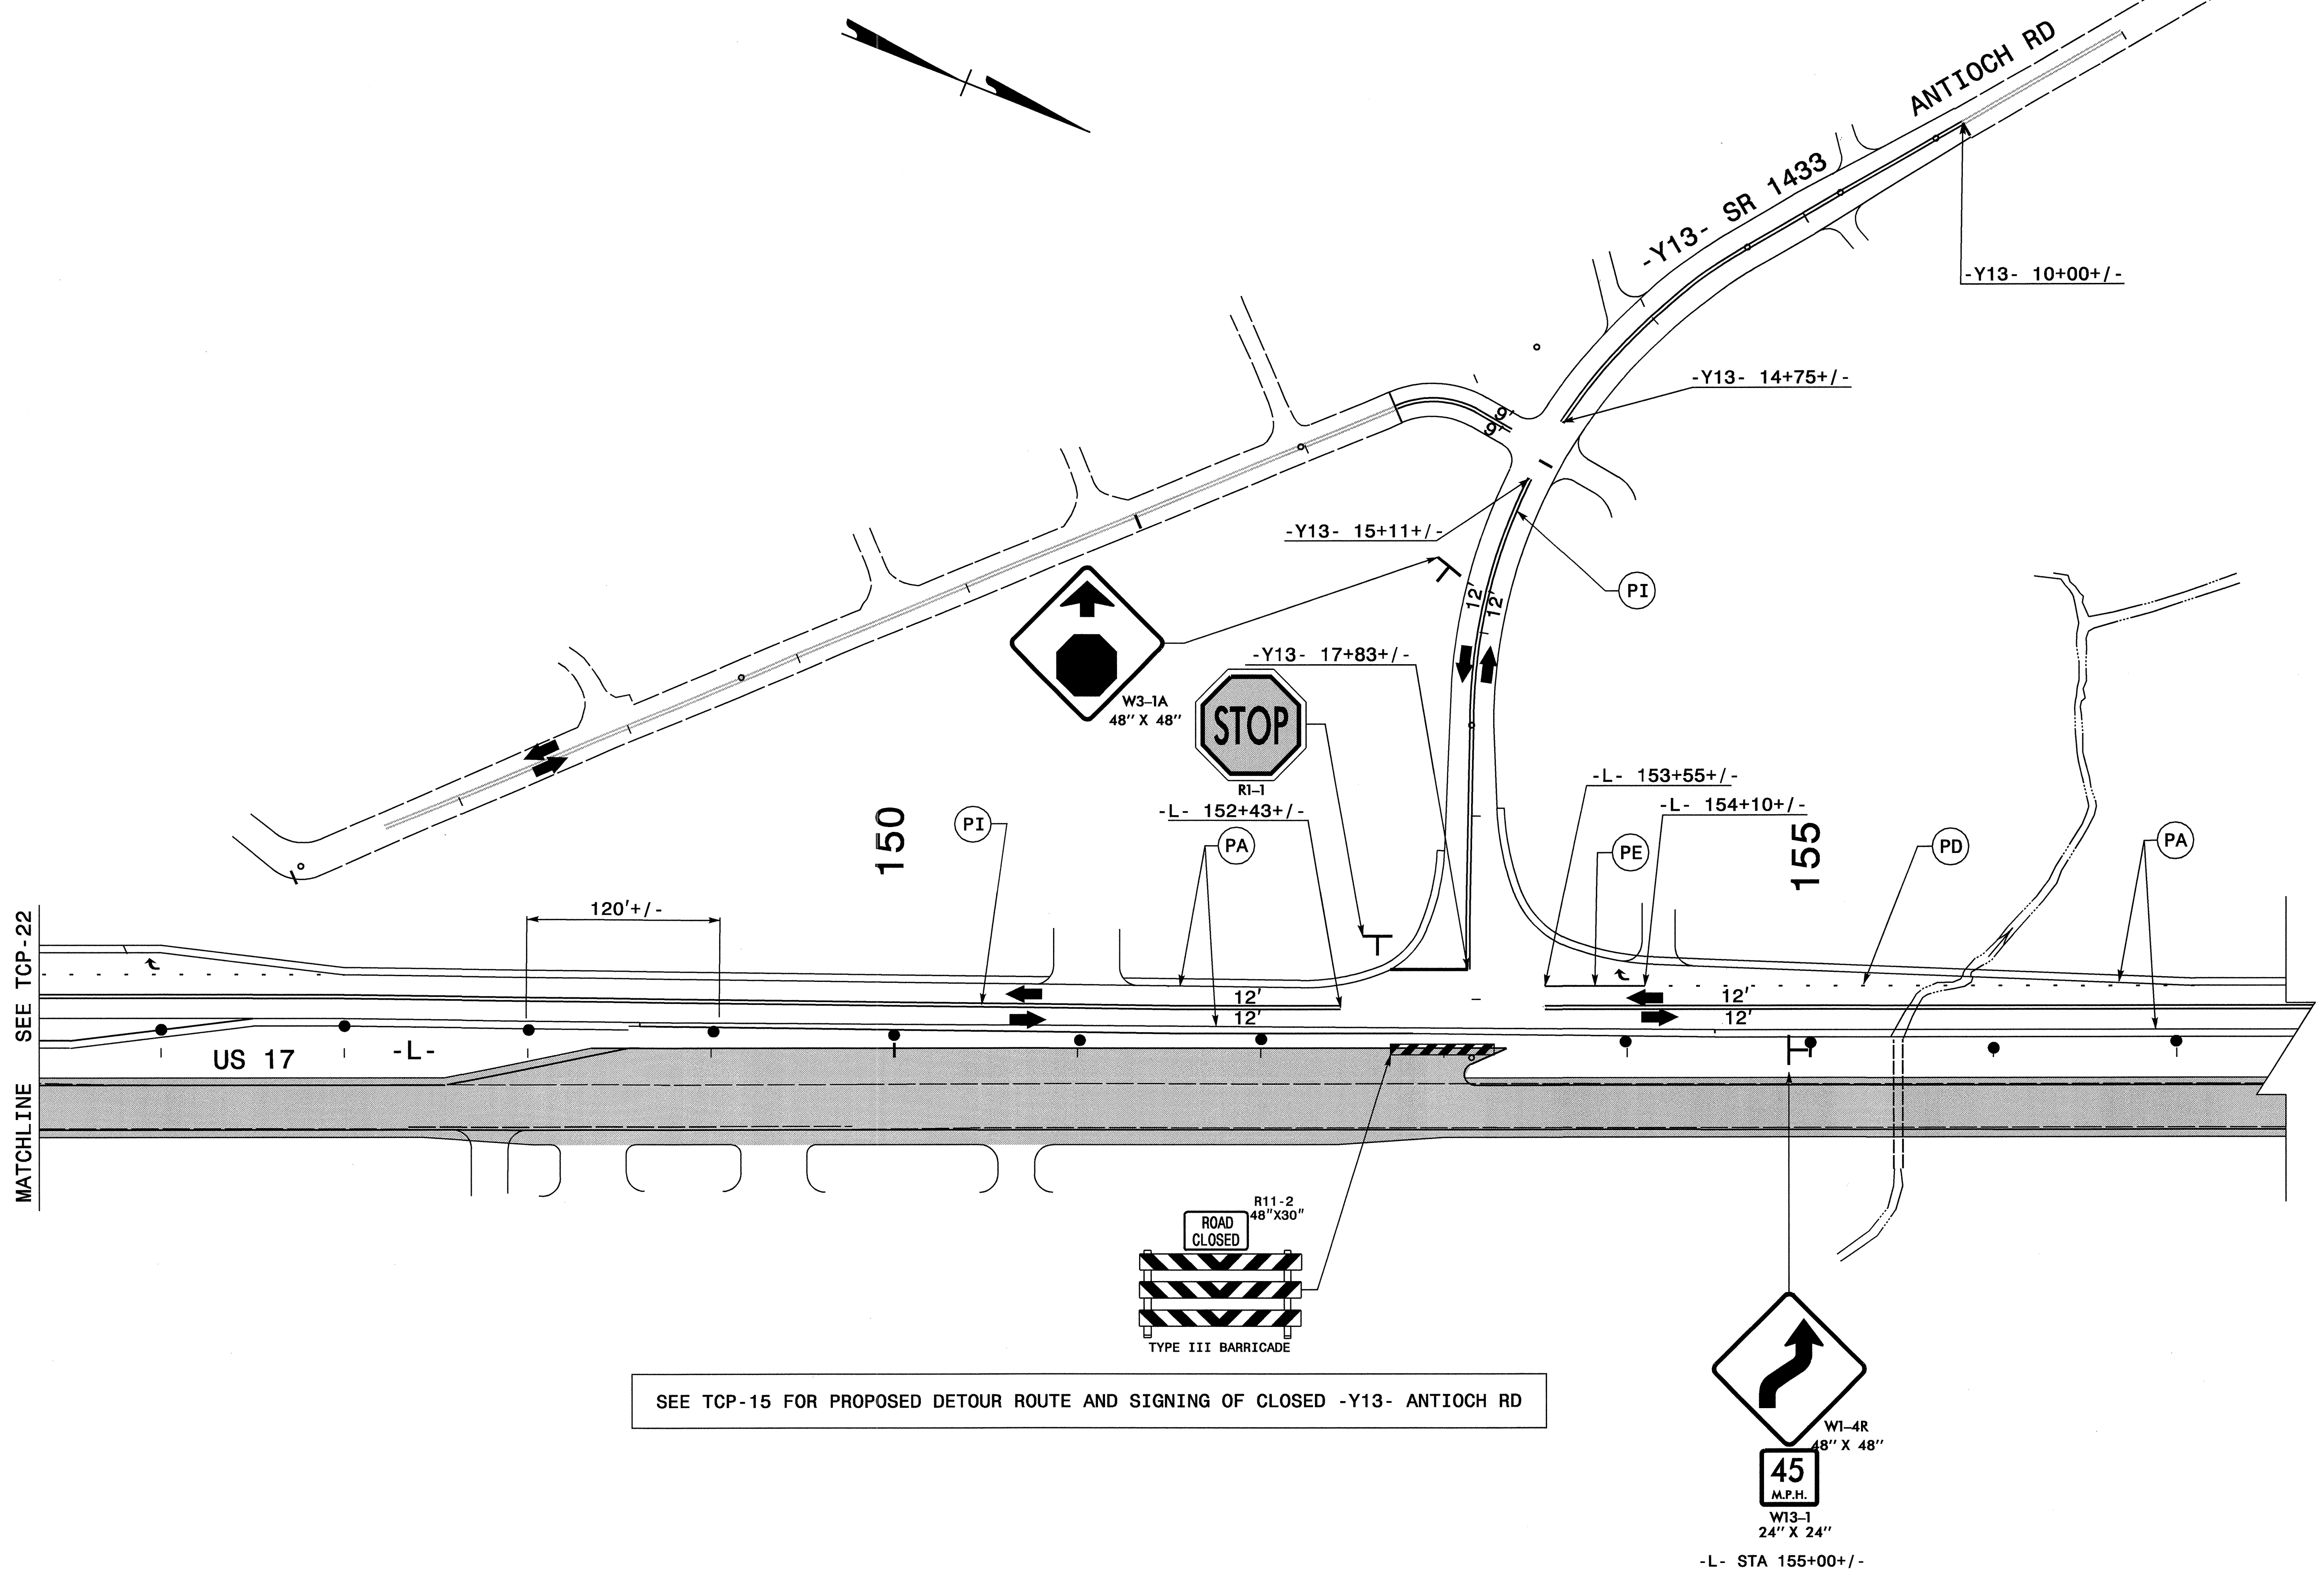 ANTIOCH RD
-Y13- SR 1433
-Y13- 10+00+/-
-Y13- 14+75+/-
9'
9'
-Y13- 15+11+/-
PI
12'
12'
W3-1A
48" X 48"
-Y13- 17+83+/-
STOP
R1-1
-L- 152+43+/-
-L- 153+55+/-
-L- 154+10+/-
150
PI
PA
PE
155
PD
PA
120'+/-
MATCHLINE SEE TCP-22
12'
12'
12'
12'
US 17
-L-
R11-2
48"X30"
ROAD
CLOSED
TYPE III BARRICADE
SEE TCP-15 FOR PROPOSED DETOUR ROUTE AND SIGNING OF CLOSED -Y13- ANTIOCH RD
W1-4R
48" X 48"
45
M.P.H.
W13-1
24" X 24"
-L- STA 155+00+/-